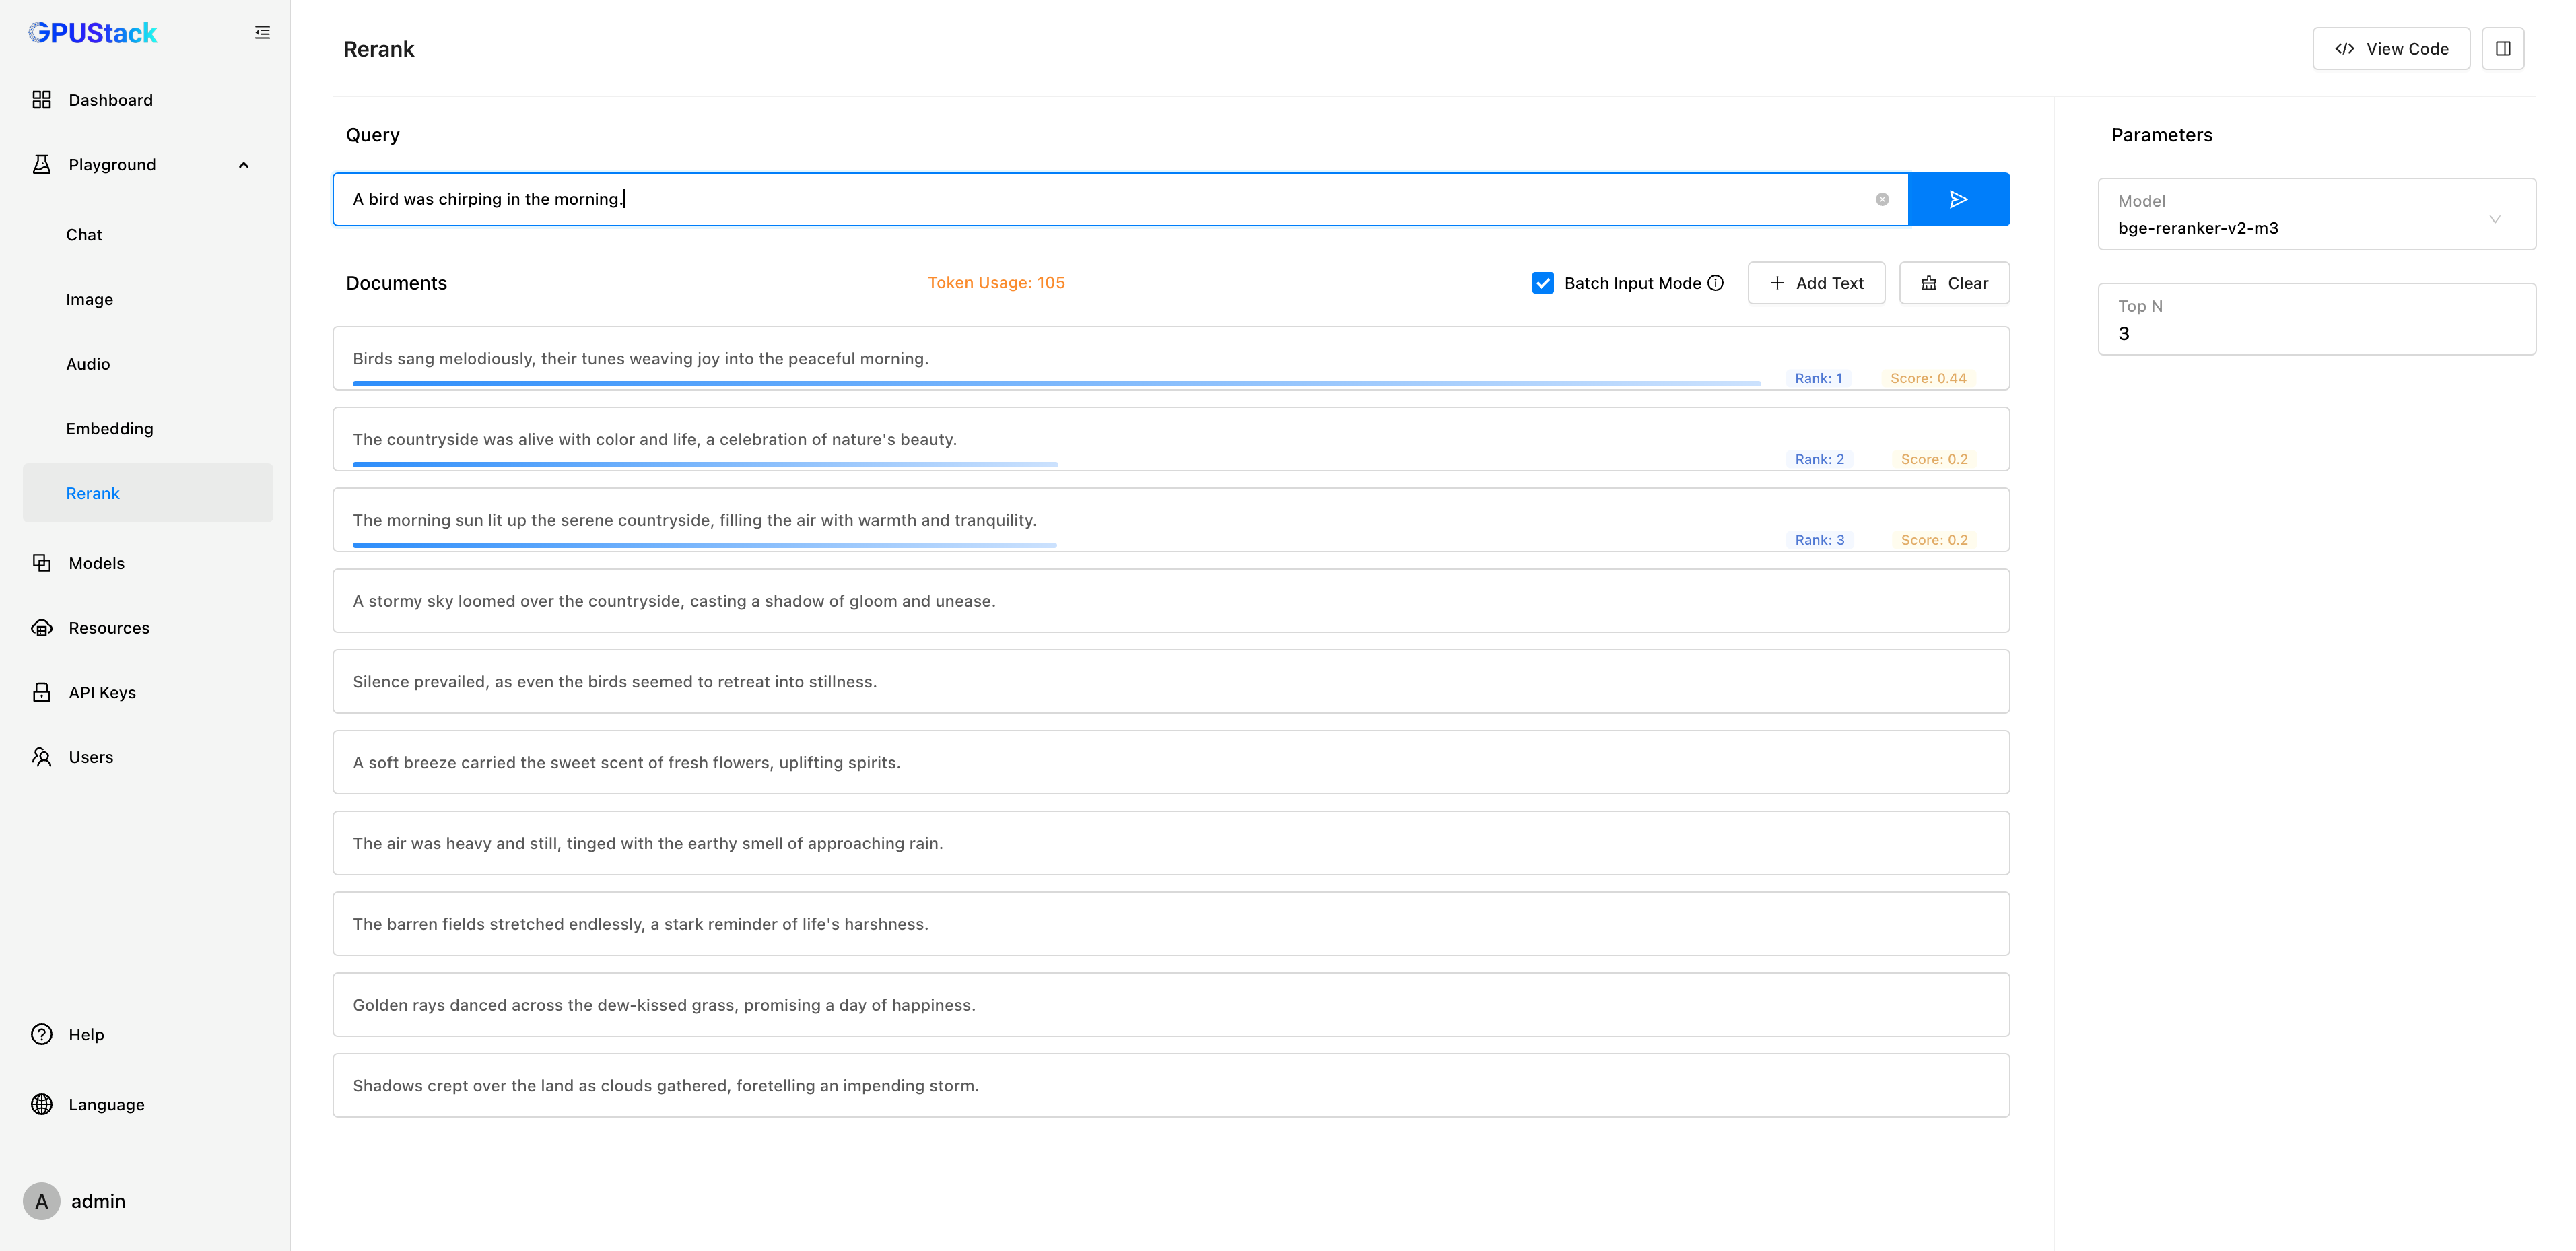 GPUStack
Dashboard
Playground
Chat
Image
Audio
Embedding
Rerank
Models
Resources
API Keys
Users
Help
Language
A admin
Rerank
</> View Code
Query
A bird was chirping in the morning.
Documents Token Usage: 105 Batch Input Mode + Add Text Clear
Birds sang melodiously, their tunes weaving joy into the peaceful morning.
Rank: 1 Score: 0.44
The countryside was alive with color and life, a celebration of nature's beauty.
Rank: 2 Score: 0.2
The morning sun lit up the serene countryside, filling the air with warmth and tranquility.
Rank: 3 Score: 0.2
A stormy sky loomed over the countryside, casting a shadow of gloom and unease.
Silence prevailed, as even the birds seemed to retreat into stillness.
A soft breeze carried the sweet scent of fresh flowers, uplifting spirits.
The air was heavy and still, tinged with the earthy smell of approaching rain.
The barren fields stretched endlessly, a stark reminder of life's harshness.
Golden rays danced across the dew-kissed grass, promising a day of happiness.
Shadows crept over the land as clouds gathered, foretelling an impending storm.
Parameters
Model
bge-reranker-v2-m3
Top N
3